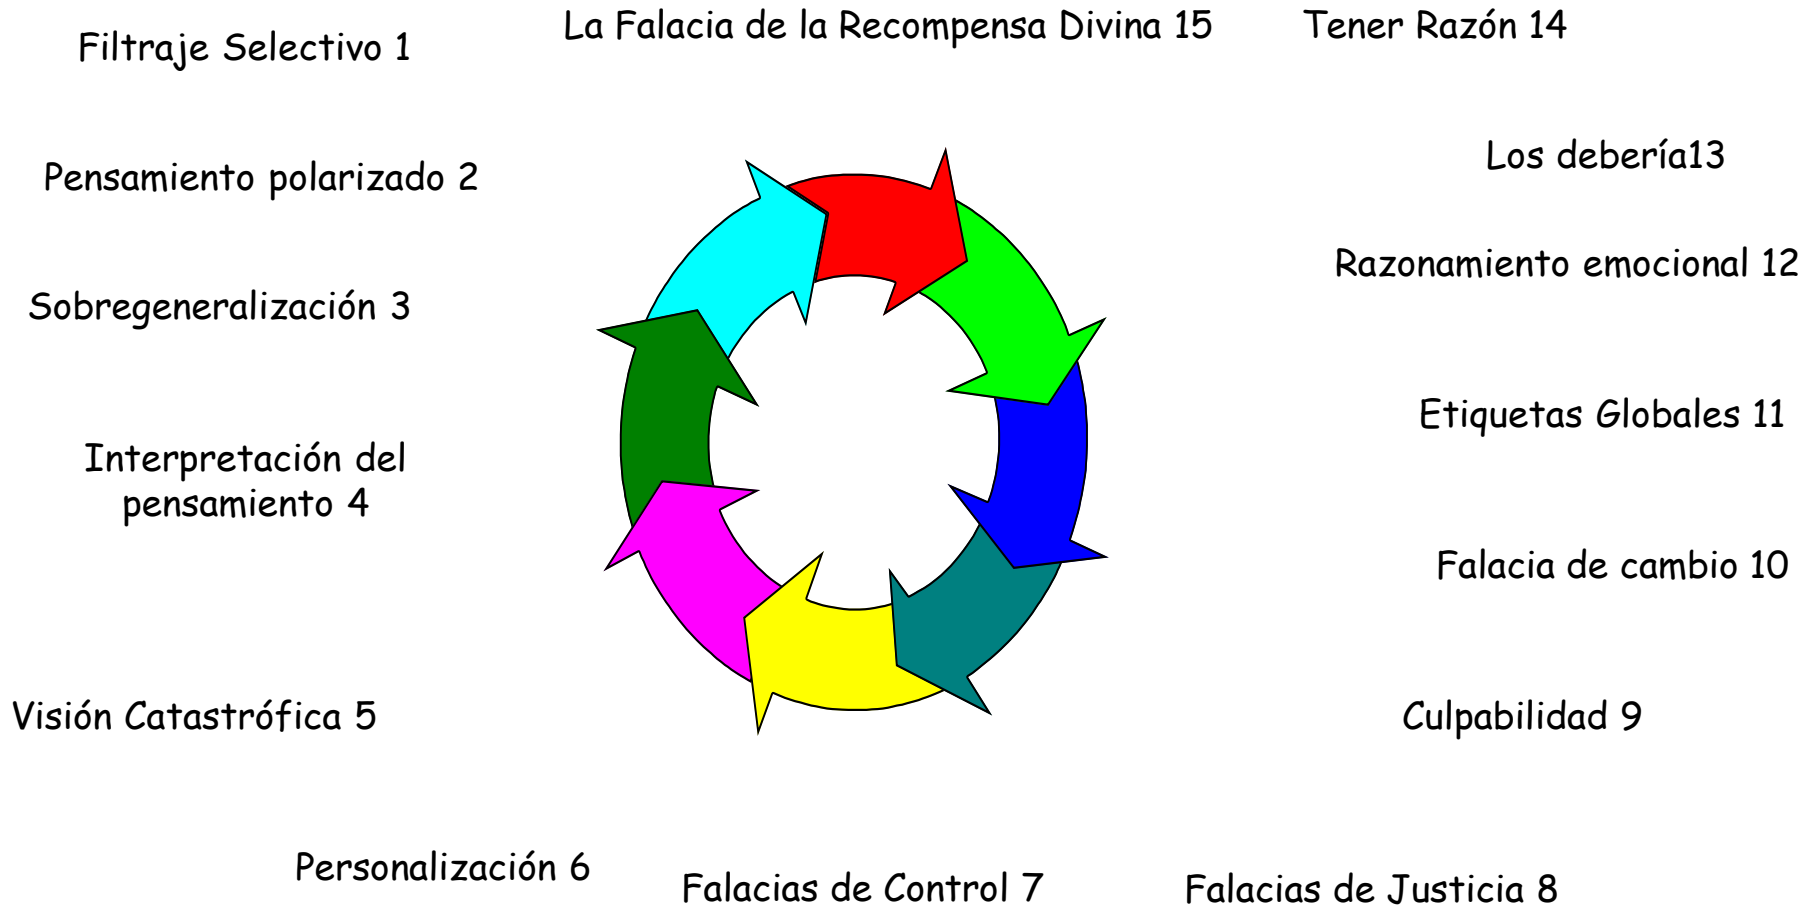 Filtraje Selectivo 1
La Falacia de la Recompensa Divina 15
Tener Razón 14
Pensamiento polarizado 2
Los debería13
Razonamiento emocional 12
Sobregeneralización 3
Etiquetas Globales 11
Interpretación del
pensamiento 4
Falacia de cambio 10
Visión Catastrófica 5
Culpabilidad 9
Personalización 6
Falacias de Control 7
Falacias de Justicia 8